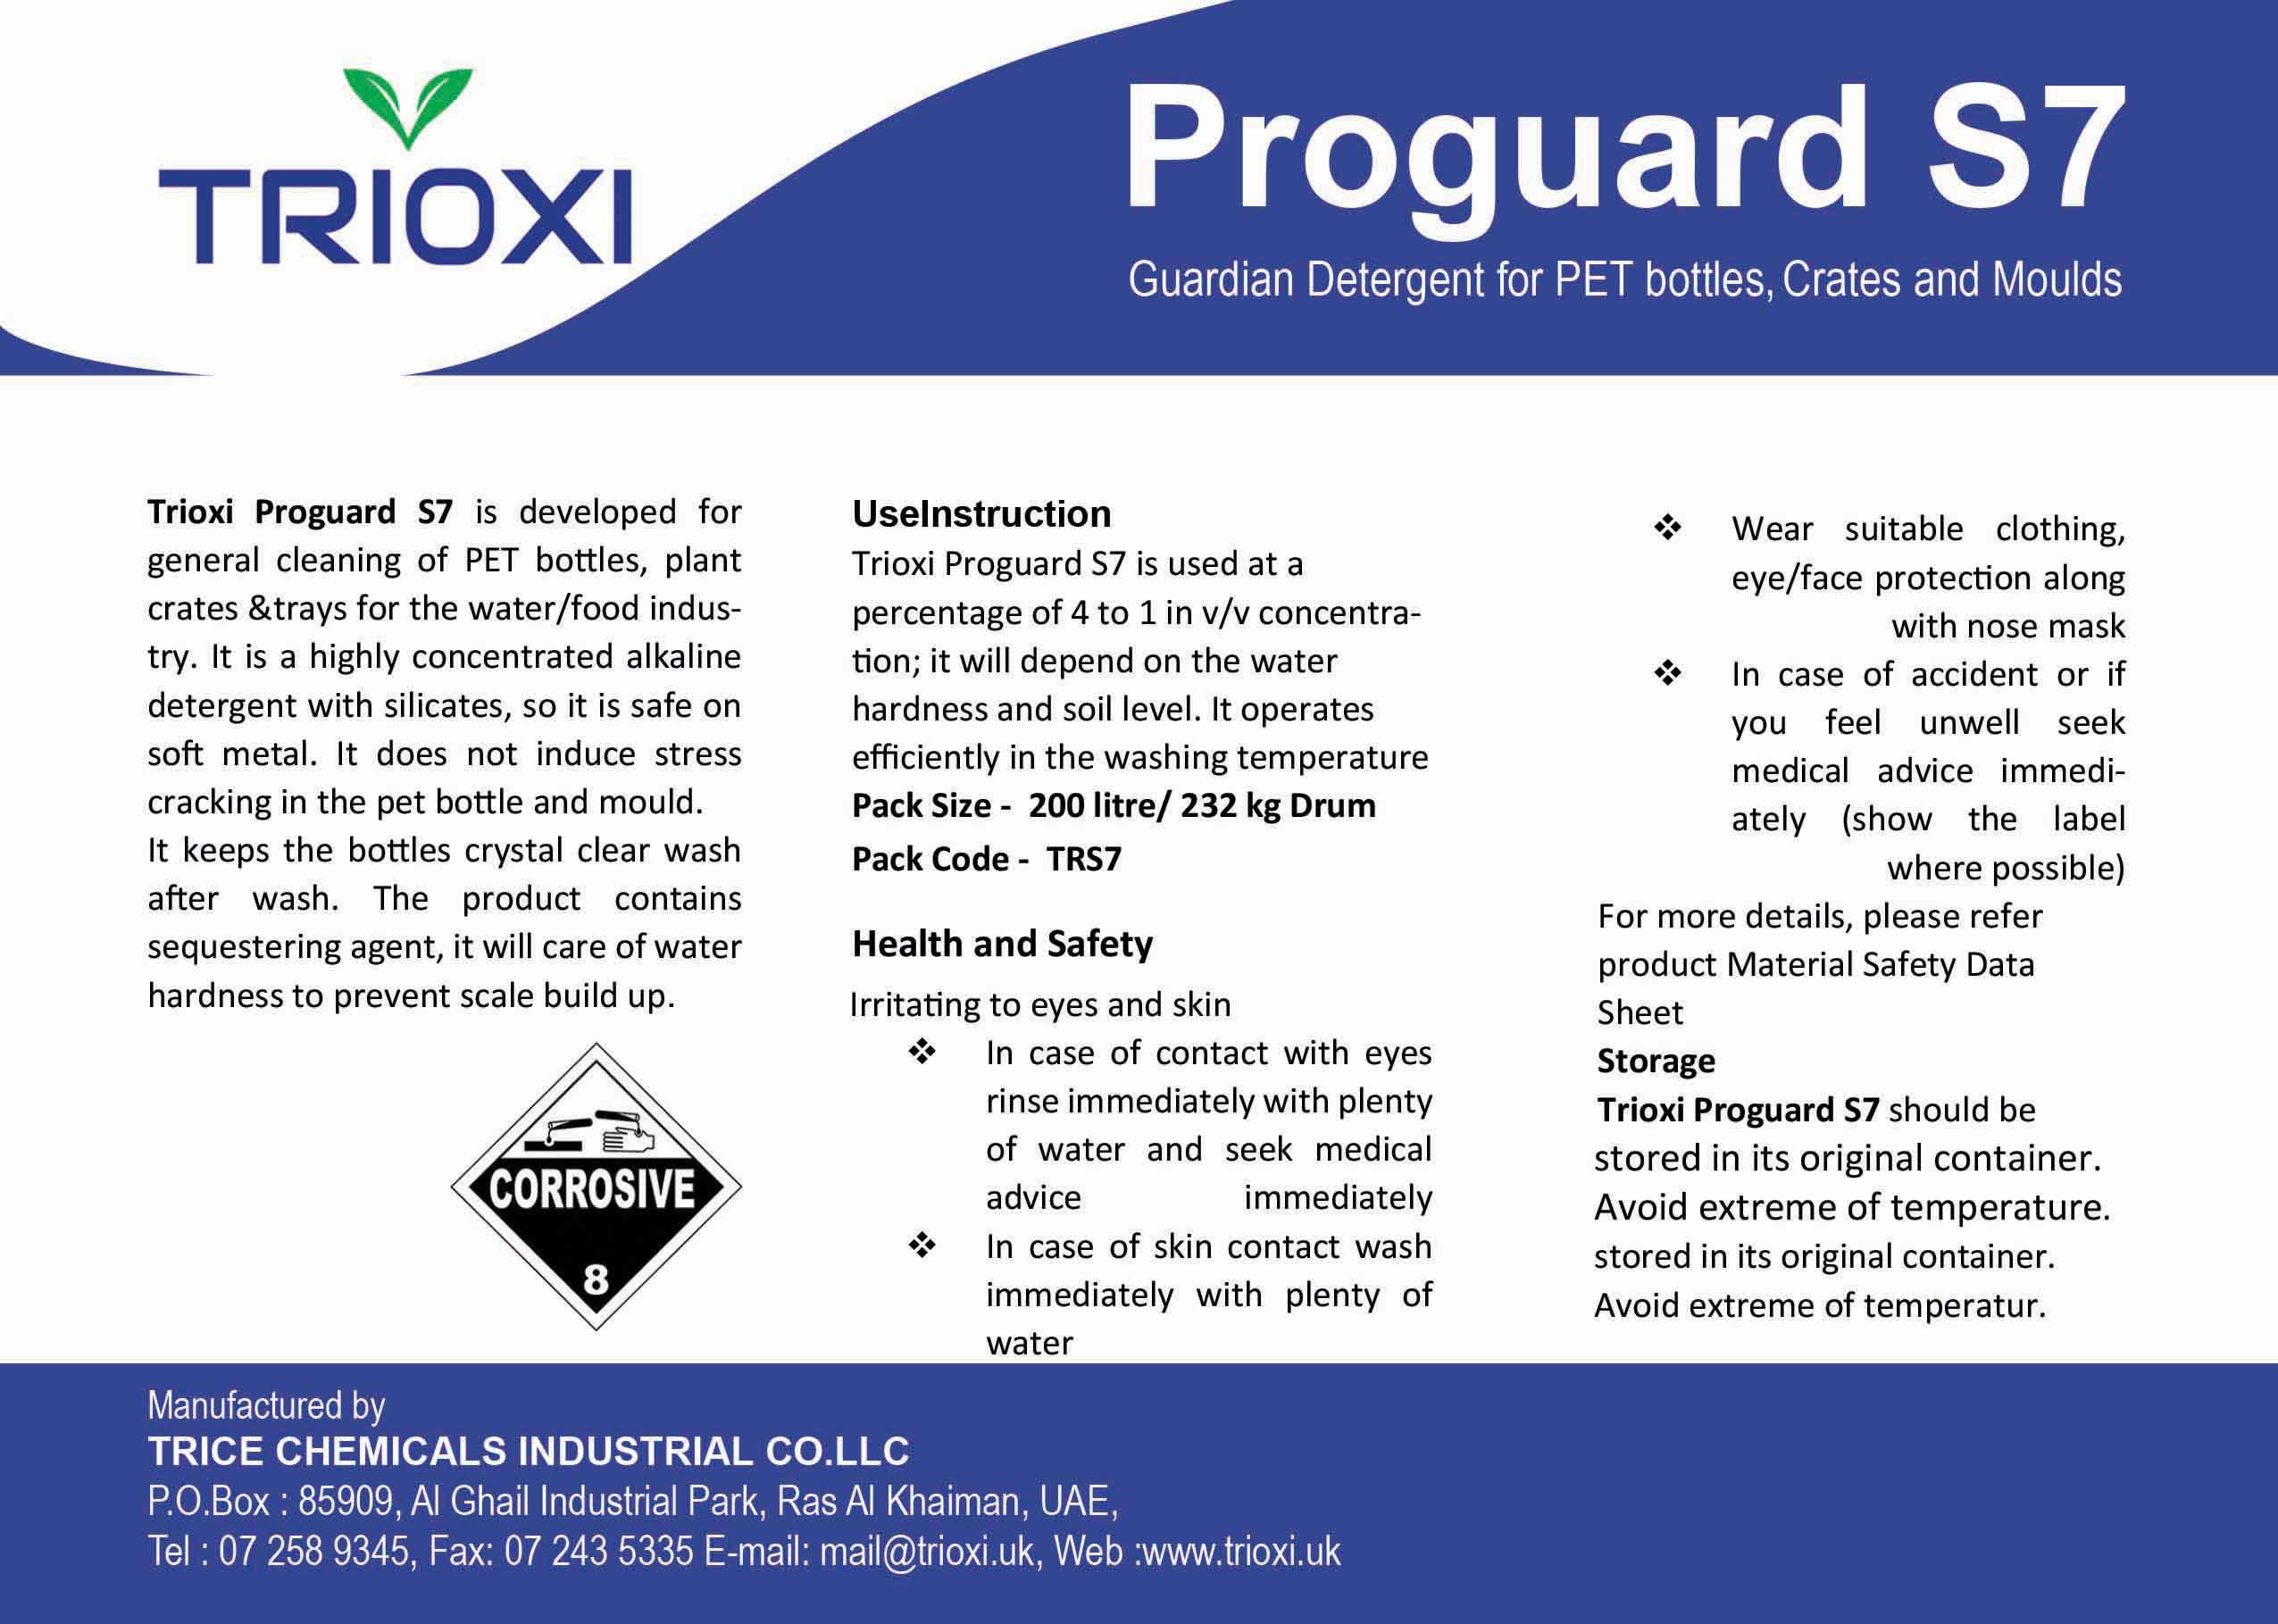 TRIOXI
Proguard S7
Guardian Detergent for PET bottles, Crates and Moulds
Trioxi Proguard S7 is developed for
general cleaning of PET bottles, plant
crates &trays for the water/food indus-
try. It is a highly concentrated alkaline
detergent with silicates, so it is safe on
soft metal. It does not induce stress
cracking in the pet bottle and mould.
It keeps the bottles crystal clear wash
after wash. The product contains
sequestering agent, it will care of water
hardness to prevent scale build up.
CORROSIVE
8
UseInstruction
Trioxi Proguard S7 is used at a
percentage of 4 to 1 in v/v concentra-
tion; it will depend on the water
hardness and soil level. It operates
efficiently in the washing temperature
Pack Size - 200 litre/ 232 kg Drum
Pack Code - TRS7
Health and Safety
Irritating to eyes and skin
❖ In case of contact with eyes
rinse immediately with plenty
of water and seek medical
advice immediately
❖ In case of skin contact wash
immediately with plenty of
water
❖ Wear suitable clothing,
eye/face protection along
with nose mask
❖ In case of accident or if
you feel unwell seek
medical advice immedi-
ately (show the label
where possible)
For more details, please refer
product Material Safety Data
Sheet
Storage
Trioxi Proguard S7 should be
stored in its original container.
Avoid extreme of temperature.
stored in its original container.
Avoid extreme of temperatur.
Manufactured by
TRICE CHEMICALS INDUSTRIAL CO.LLC
P.O.Box : 85909, Al Ghail Industrial Park, Ras Al Khaiman, UAE,
Tel : 07 258 9345, Fax: 07 243 5335 E-mail: mail@trioxi.uk, Web :www.trioxi.uk